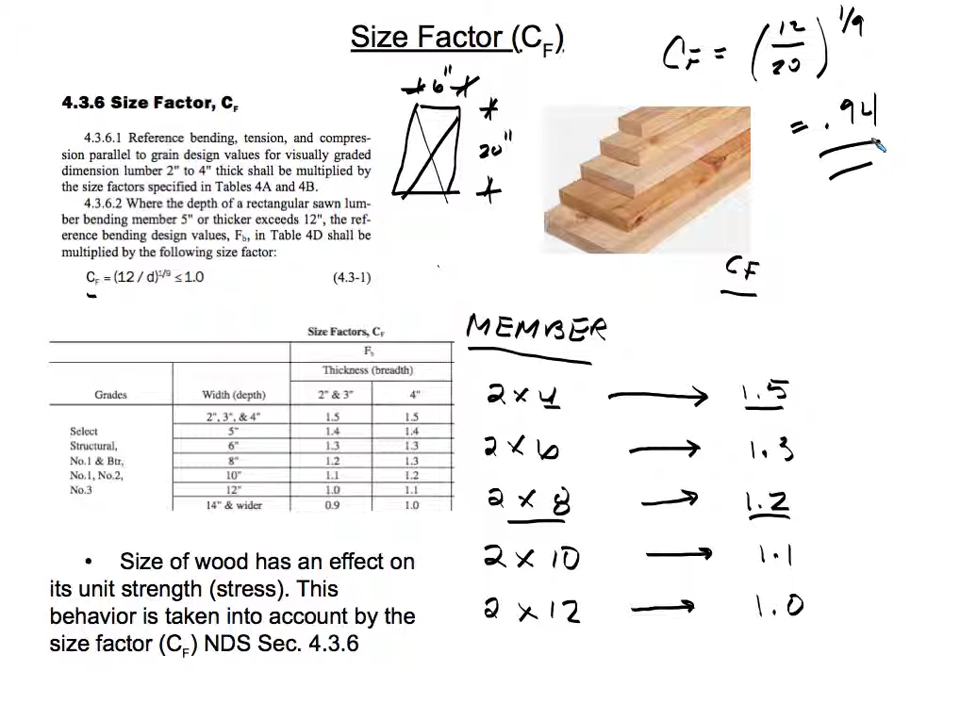 Size Factor (CF)
CF = (12/20)^1/9
= .94
4.3.6 Size Factor, CF
4.3.6.1 Reference bending, tension, and compres-
sion parallel to grain design values for visually graded
dimension lumber 2" to 4" thick shall be multiplied by
the size factors specified in Tables 4A and 4B.
4.3.6.2 Where the depth of a rectangular sawn lum-
ber bending member 5" or thicker exceeds 12", the ref-
erence bending design values, Fb, in Table 4D shall be
multiplied by the following size factor:
CF = (12 / d)^1/9 ≤ 1.0 (4.3-1)
6"
20"
CF
MEMBER
2 x 4 → 1.5
2 x 6 → 1.3
2 x 8 → 1.2
2 x 10 → 1.1
2 x 12 → 1.0
Size Factors, CF
Fb
Thickness (breadth)
Grades Width (depth) 2" & 3" 4"
2", 3", & 4" 1.5 1.5
Select 5" 1.4 1.4
Structural, 6" 1.3 1.3
No.1 & Btr, 8" 1.2 1.3
No.1, No.2, 10" 1.1 1.2
No.3 12" 1.0 1.1
14" & wider 0.9 1.0
• Size of wood has an effect on
its unit strength (stress). This
behavior is taken into account by the
size factor (CF) NDS Sec. 4.3.6